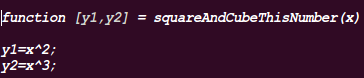 function [y1,y2] = squareAndCubeThisNumber(x)
y1=x^2;
y2=x^3;